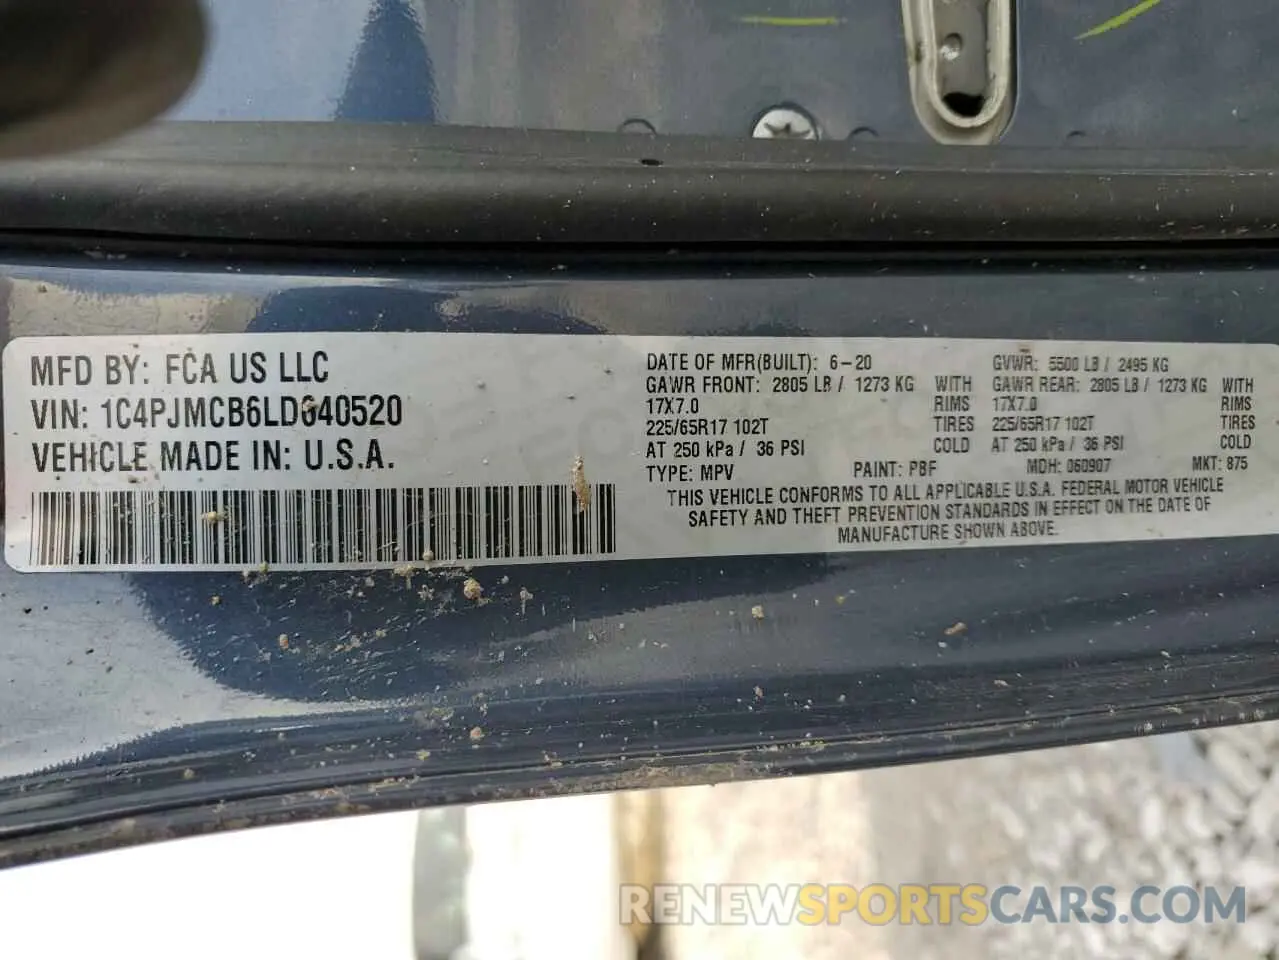 MFD BY: FCA US LLC
VIN: 1C4PJMCB6LD640520
VEHICLE MADE IN: U.S.A.
DATE OF MFR(BUILT): 6-20 GVWR: 5500 LB / 2495 KG
GAWR FRONT: 2805 LB / 1273 KG WITH GAWR REAR: 2805 LB / 1273 KG WITH
17X7.0 RIMS 17X7.0 RIMS
225/65R17 102T TIRES 225/65R17 102T TIRES
AT 250 kPa / 36 PSI COLD AT 250 kPa / 36 PSI COLD
TYPE: MPV PAINT: PBF MDH: 060907 MKT: 875
THIS VEHICLE CONFORMS TO ALL APPLICABLE U.S.A. FEDERAL MOTOR VEHICLE
SAFETY AND THEFT PREVENTION STANDARDS IN EFFECT ON THE DATE OF
MANUFACTURE SHOWN ABOVE.
RENEWSPORTSCARS.COM